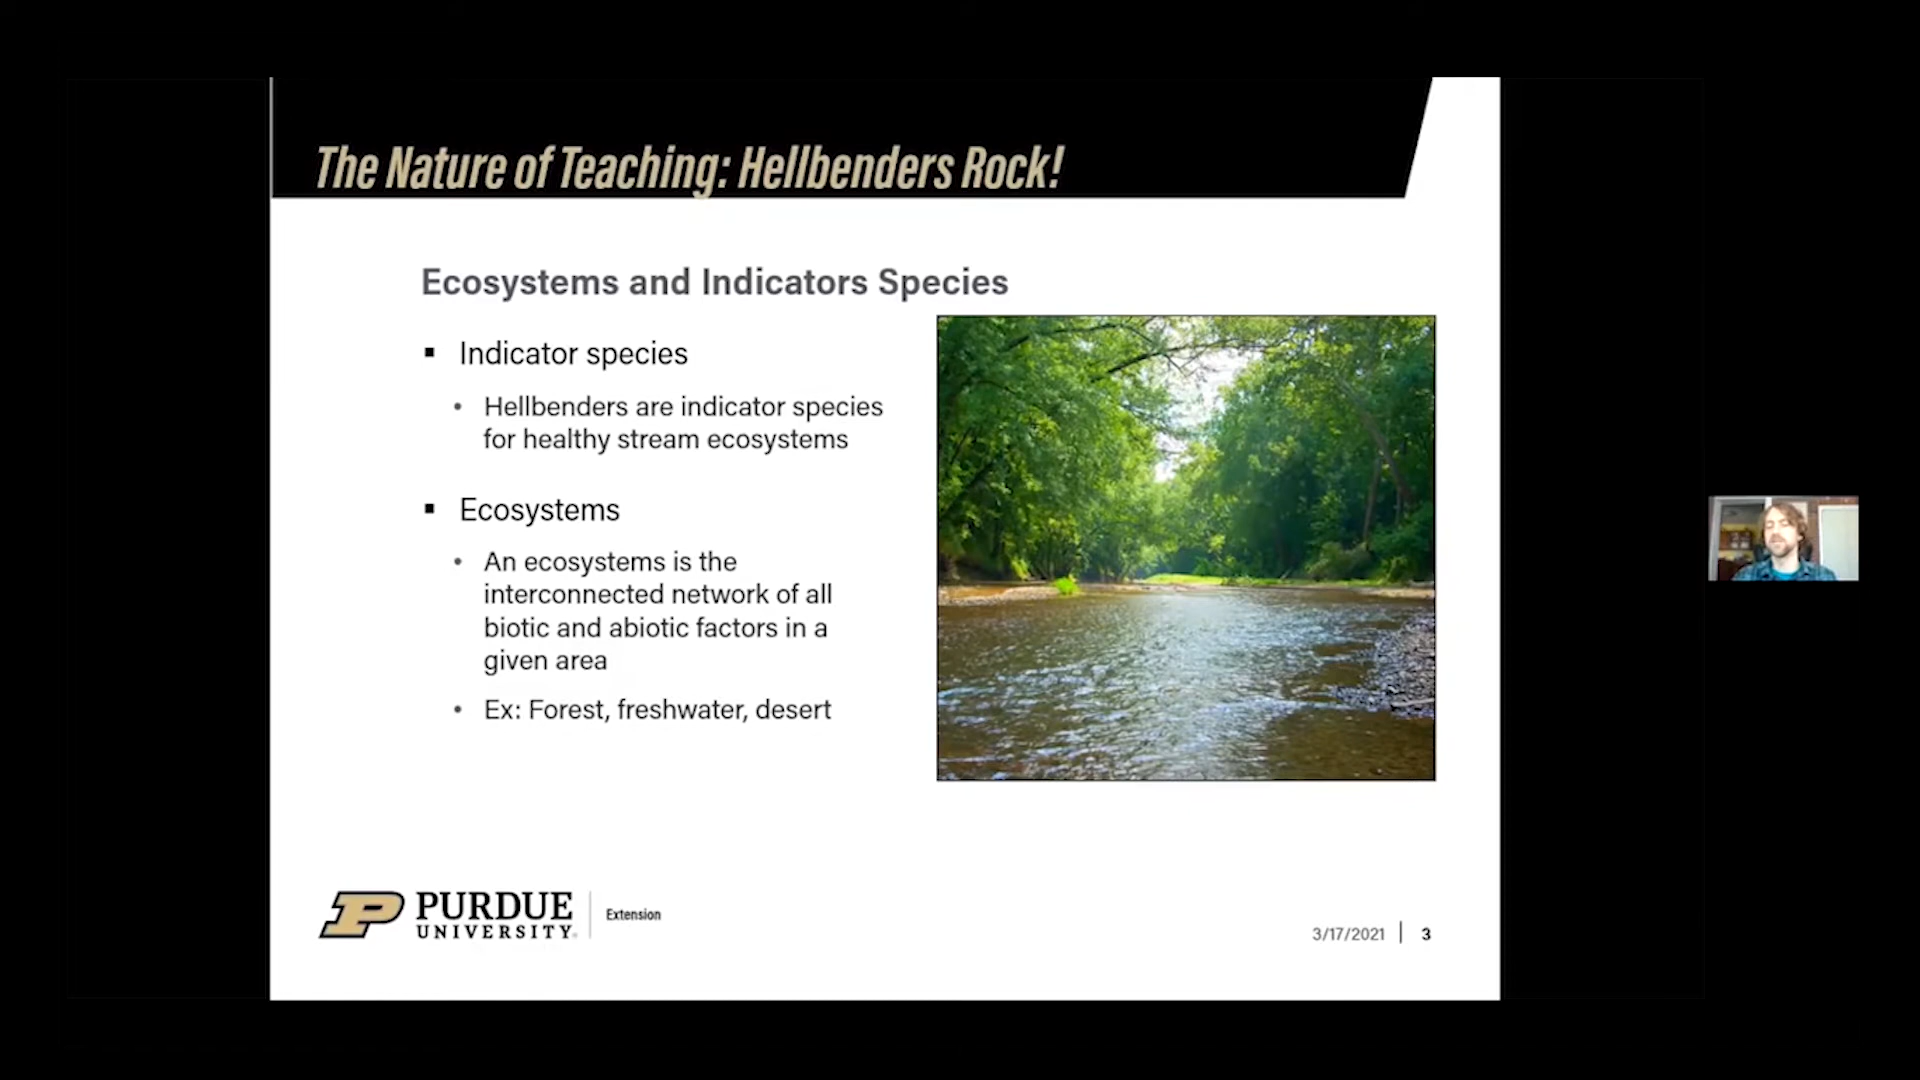 The Nature of Teaching: Hellbenders Rock!
Ecosystems and Indicators Species
Indicator species
Hellbenders are indicator species
for healthy stream ecosystems
Ecosystems
An ecosystems is the
interconnected network of all
biotic and abiotic factors in a
given area
Ex: Forest, freshwater, desert
P PURDUE
UNIVERSITY
Extension
3/17/2021 | 3